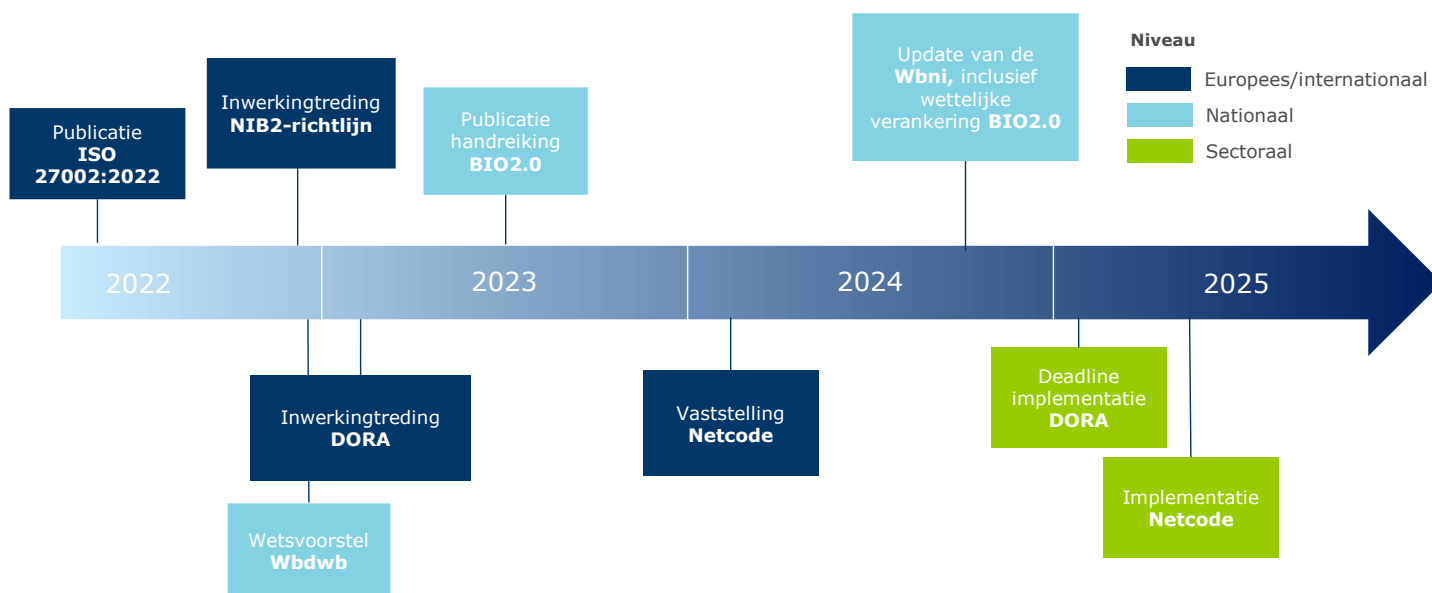 Niveau
Europees/internationaal
Nationaal
Sectoraal
Publicatie
ISO
27002:2022
Inwerkingtreding
NIB2-richtlijn
Publicatie
handreiking
BIO2.0
Update van de
Wbni, inclusief
wettelijke
verankering BIO2.0
2022
2023
2024
2025
Inwerkingtreding
DORA
Wetsvoorstel
Wbdwb
Vaststelling
Netcode
Deadline
implementatie
DORA
Implementatie
Netcode